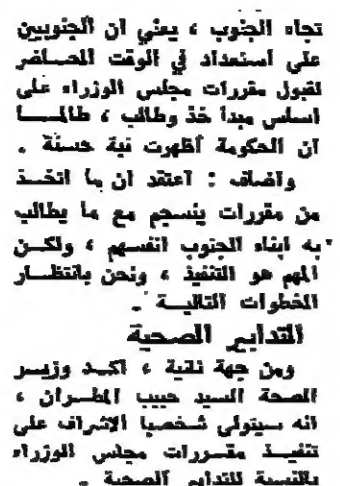 تجاه الجنوب ، يعني ان الجنوبيين
على استعداد في الوقت الحاضر
لقبول مقررات مجلس الوزراء على
اساس مبدأ خذ وطالب ، طالما
ان الحكومة أظهرت نية حسنة .
واضاف : اعتقد ان ما اتخذ
من مقررات ينسجم مع ما يطالب
به ابناء الجنوب انفسهم ، ولكن
المهم هو التنفيذ ، ونحن بانتظار
الخطوات التالية .
التدابير الصحية
ومن جهة ثانية ، اكد وزير
الصحة السيد حبيب المطران ،
انه سيتولى شخصيا الاشراف على
تنفيذ مقررات مجلس الوزراء
بالنسبة للتدابير الصحية .